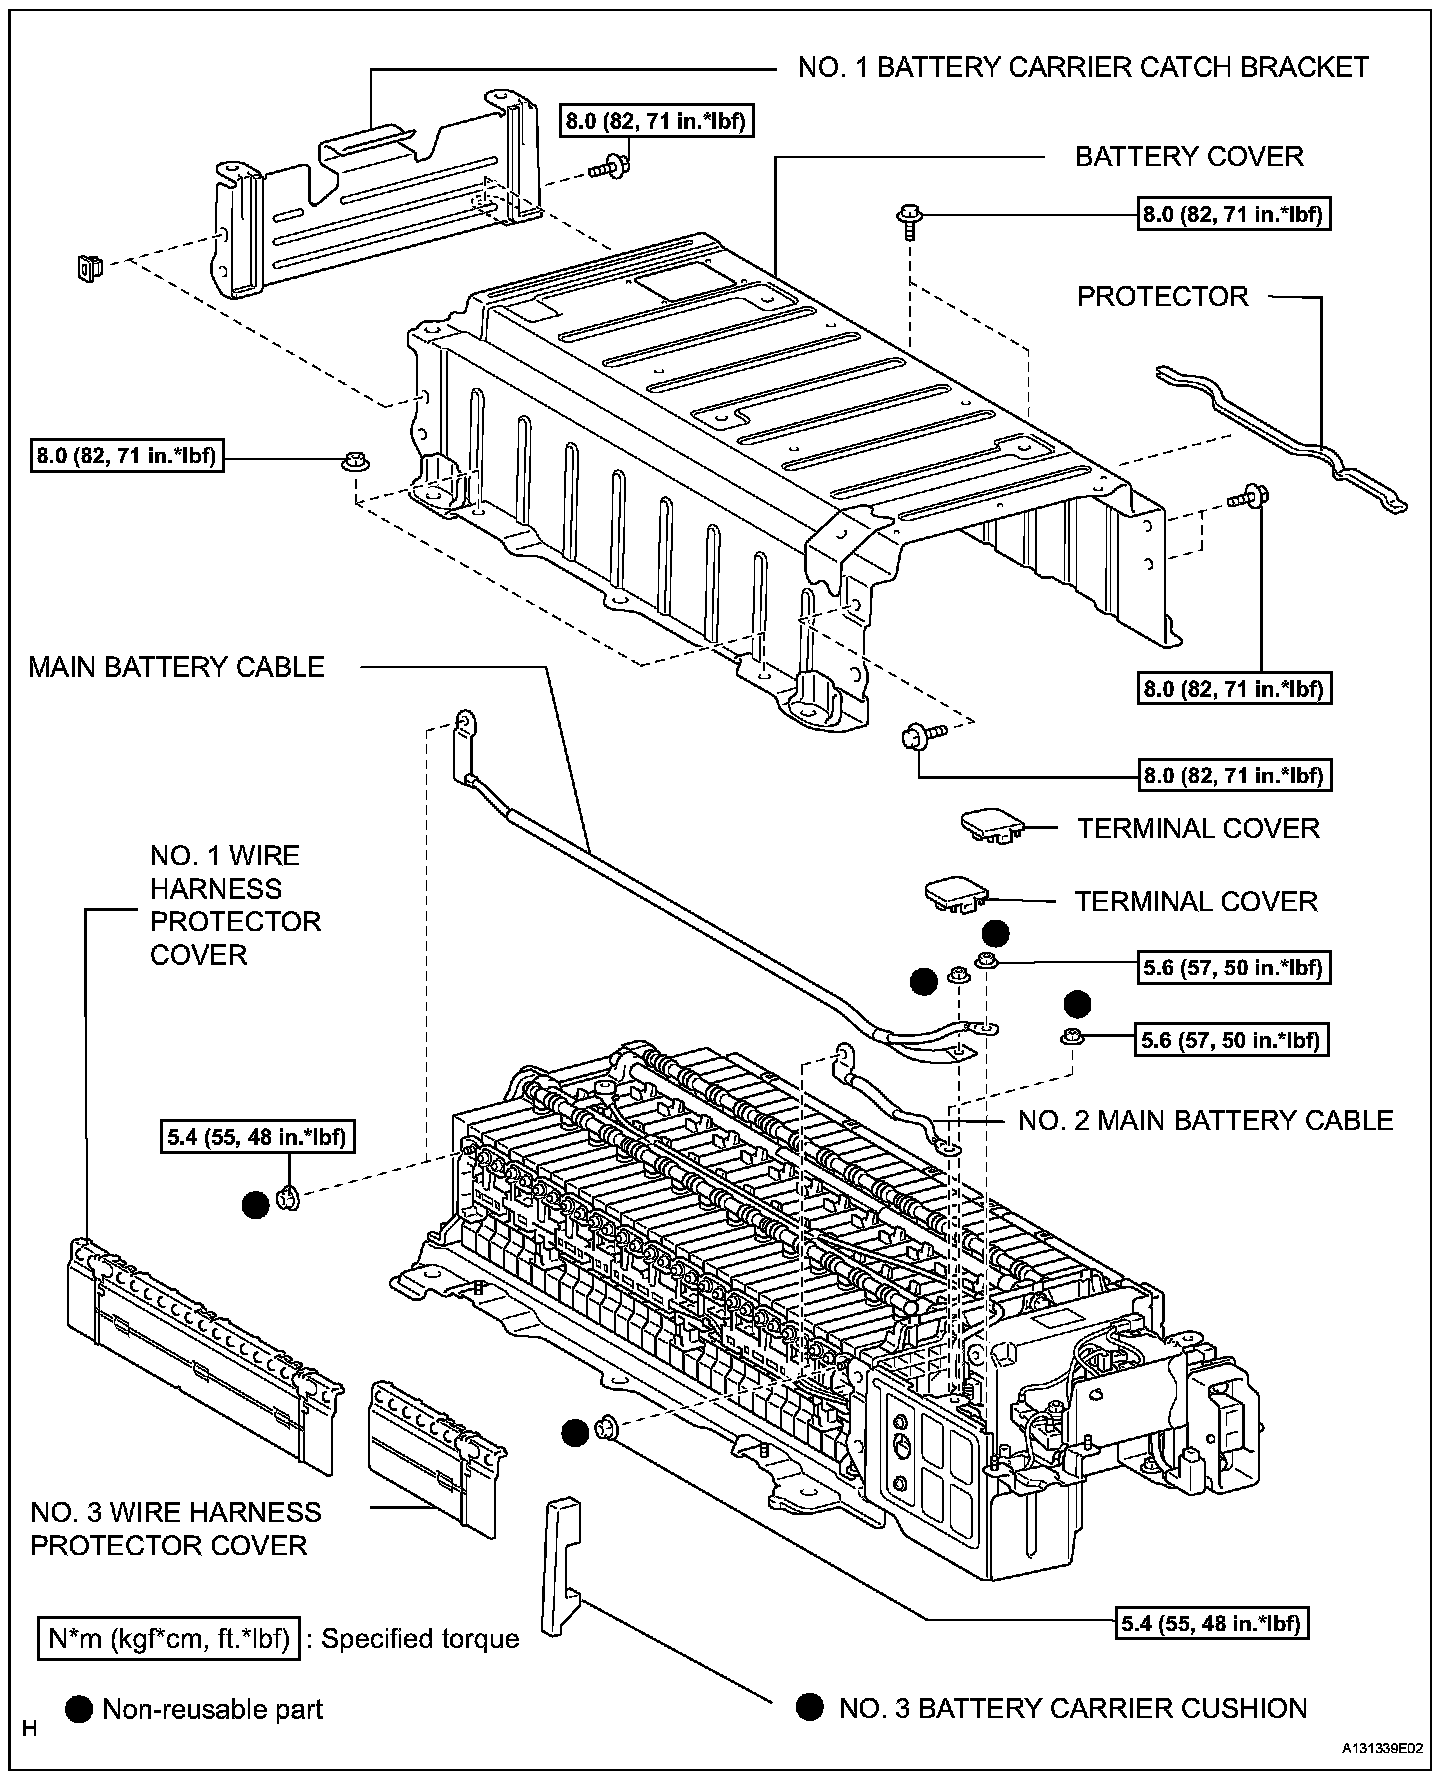 NO. 1 BATTERY CARRIER CATCH BRACKET
8.0 (82, 71 in.*lbf)
BATTERY COVER
8.0 (82, 71 in.*lbf)
PROTECTOR
8.0 (82, 71 in.*lbf)
MAIN BATTERY CABLE
8.0 (82, 71 in.*lbf)
8.0 (82, 71 in.*lbf)
TERMINAL COVER
NO. 1 WIRE
HARNESS
PROTECTOR
COVER
TERMINAL COVER
5.6 (57, 50 in.*lbf)
5.6 (57, 50 in.*lbf)
NO. 2 MAIN BATTERY CABLE
5.4 (55, 48 in.*lbf)
NO. 3 WIRE HARNESS
PROTECTOR COVER
5.4 (55, 48 in.*lbf)
N*m (kgf*cm, ft.*lbf) : Specified torque
Non-reusable part
NO. 3 BATTERY CARRIER CUSHION
H
A131339E02